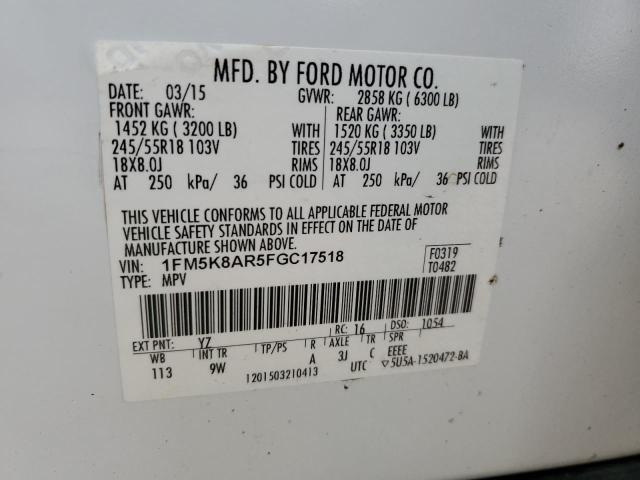 MFD. BY FORD MOTOR CO.
DATE: 03/15 GVWR: 2858 KG ( 6300 LB)
FRONT GAWR: REAR GAWR:
1452 KG ( 3200 LB) WITH 1520 KG ( 3350 LB) WITH
245/55R18 103V TIRES 245/55R18 103V TIRES
18X8.0J RIMS 18X8.0J RIMS
AT 250 kPa/ 36 PSI COLD AT 250 kPa/ 36 PSI COLD
THIS VEHICLE CONFORMS TO ALL APPLICABLE FEDERAL MOTOR
VEHICLE SAFETY STANDARDS IN EFFECT ON THE DATE OF
MANUFACTURE SHOWN ABOVE.
VIN: 1FM5K8AR5FGC17518 F0319
TYPE: MPV T0482
EXT PNT: YZ RC: 16 DSO: 1054
WB INT TR TP/PS R AXLE TR SPR
113 9W A 3J C EEEE
1201503210413 UTC ▽5U5A-1520472-BA